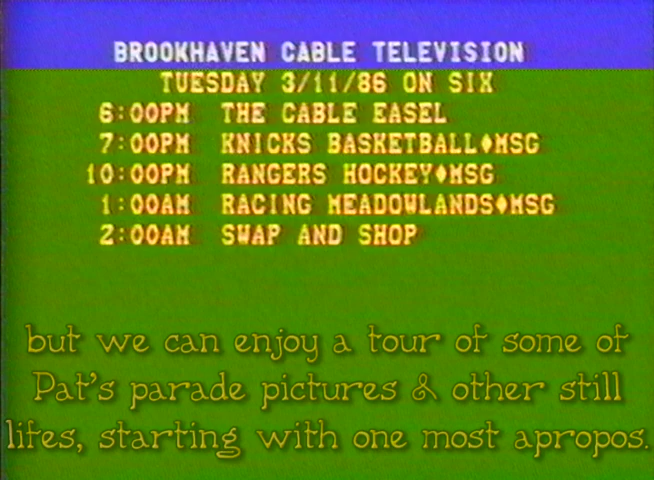 BROOKHAVEN CABLE TELEVISION
TUESDAY 3/11/86 ON SIX
6:00PM THE CABLE EASEL
7:00PM KNICKS BASKETBALL♦MSG
10:00PM RANGERS HOCKEY♦MSG
1:00AM RACING MEADOWLANDS♦MSG
2:00AM SWAP AND SHOP
but we can enjoy a tour of some of
Pat's parade pictures & other still
lifes, starting with one most apropos.